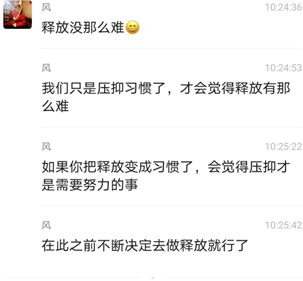 风 10:24:36
释放没那么难😄
风 10:24:53
我们只是压抑习惯了，才会觉得释放有那
么难
风 10:25:22
如果你把释放变成习惯了，会觉得压抑才
是需要努力的事
风 10:25:42
在此之前不断决定去做释放就行了